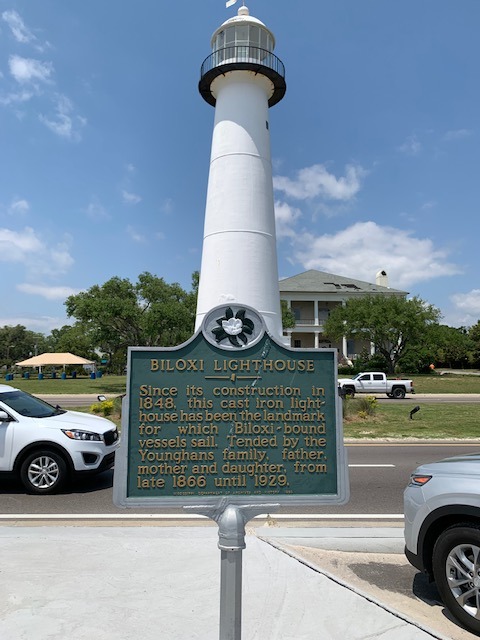 BILOXI LIGHTHOUSE
Since its construction in
1848, this iron light-
house has been the landmark
for which Biloxi-bound
vessels sail. Tended by the
Younghans family, father,
mother and daughter, from
late 1866 until 1929.